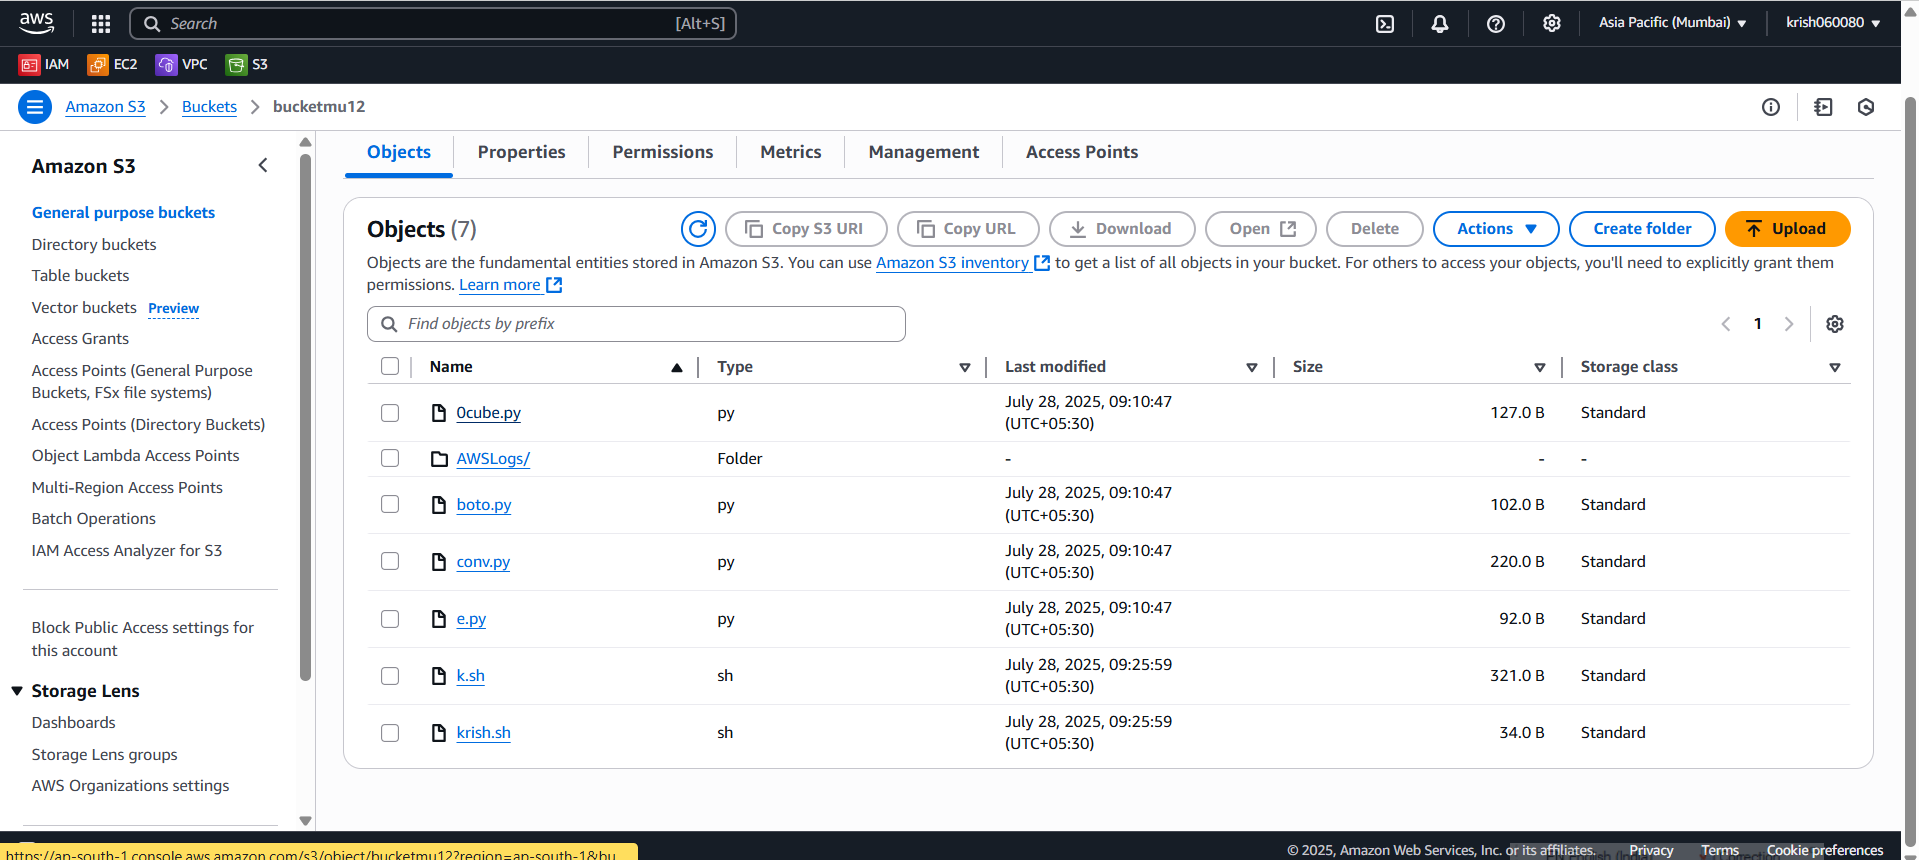 aws
Search [Alt+S]
Asia Pacific (Mumbai)
krish060080
IAM EC2 VPC S3
Amazon S3 > Buckets > bucketmu12
Amazon S3
General purpose buckets
Directory buckets
Table buckets
Vector buckets Preview
Access Grants
Access Points (General Purpose
Buckets, FSx file systems)
Access Points (Directory Buckets)
Object Lambda Access Points
Multi-Region Access Points
Batch Operations
IAM Access Analyzer for S3
Block Public Access settings for
this account
Storage Lens
Dashboards
Storage Lens groups
AWS Organizations settings
Objects Properties Permissions Metrics Management Access Points
Objects (7)
Copy S3 URI Copy URL Download Open Delete Actions Create folder Upload
Objects are the fundamental entities stored in Amazon S3. You can use Amazon S3 inventory to get a list of all objects in your bucket. For others to access your objects, you'll need to explicitly grant them
permissions. Learn more
Find objects by prefix
1
Name Type Last modified Size Storage class
0cube.py py July 28, 2025, 09:10:47 (UTC+05:30) 127.0 B Standard
AWSLogs/ Folder - - -
boto.py py July 28, 2025, 09:10:47 (UTC+05:30) 102.0 B Standard
conv.py py July 28, 2025, 09:10:47 (UTC+05:30) 220.0 B Standard
e.py py July 28, 2025, 09:10:47 (UTC+05:30) 92.0 B Standard
k.sh sh July 28, 2025, 09:25:59 (UTC+05:30) 321.0 B Standard
krish.sh sh July 28, 2025, 09:25:59 (UTC+05:30) 34.0 B Standard
https://ap-south-1.console.aws.amazon.com/s3/object/bucketmu12?region=ap-south-1&bu...
© 2025, Amazon Web Services, Inc. or its affiliates. Privacy Terms Cookie preferences